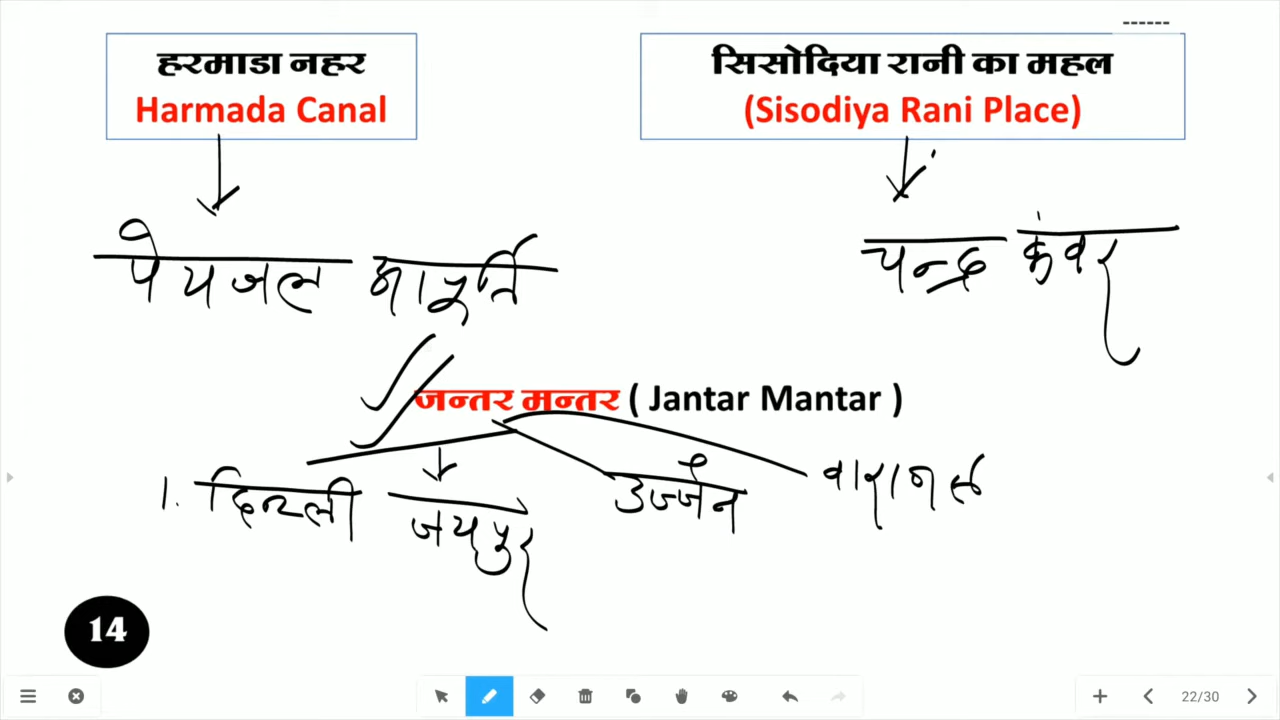 हरमाडा नहर
Harmada Canal
सिसोदिया रानी का महल
(Sisodiya Rani Place)
पेयजल आपूर्ति
चन्द्र कंवर
जन्तर मन्तर ( Jantar Mantar )
1. दिल्ली जयपुर उज्जैन वारानसी
14
22/30